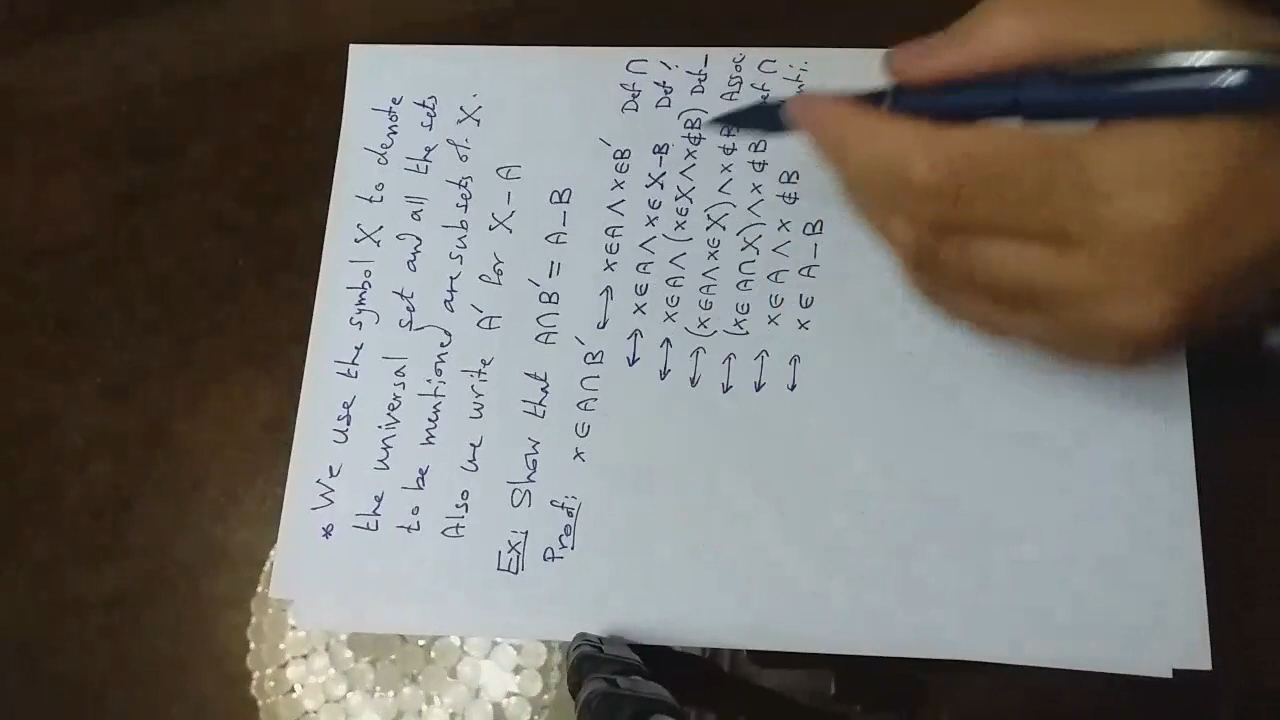 * We use the symbol X to denote
the universal set and all the sets
to be mentioned are subsets of X.
Also we write A' for X - A
Ex: Show that A∩B' = A-B
Proof: x∈A∩B' ↔ x∈A ∧ x∈B' Def ∩
↔ x∈A ∧ x∈X-B Def '
↔ x∈A ∧ (x∈X ∧ x∉B) Def -
↔ (x∈A ∧ x∈X) ∧ x∉B Assoc.
↔ (x∈A∩X) ∧ x∉B ∩
↔ x∈A ∧ x∉B
↔ x∈A-B